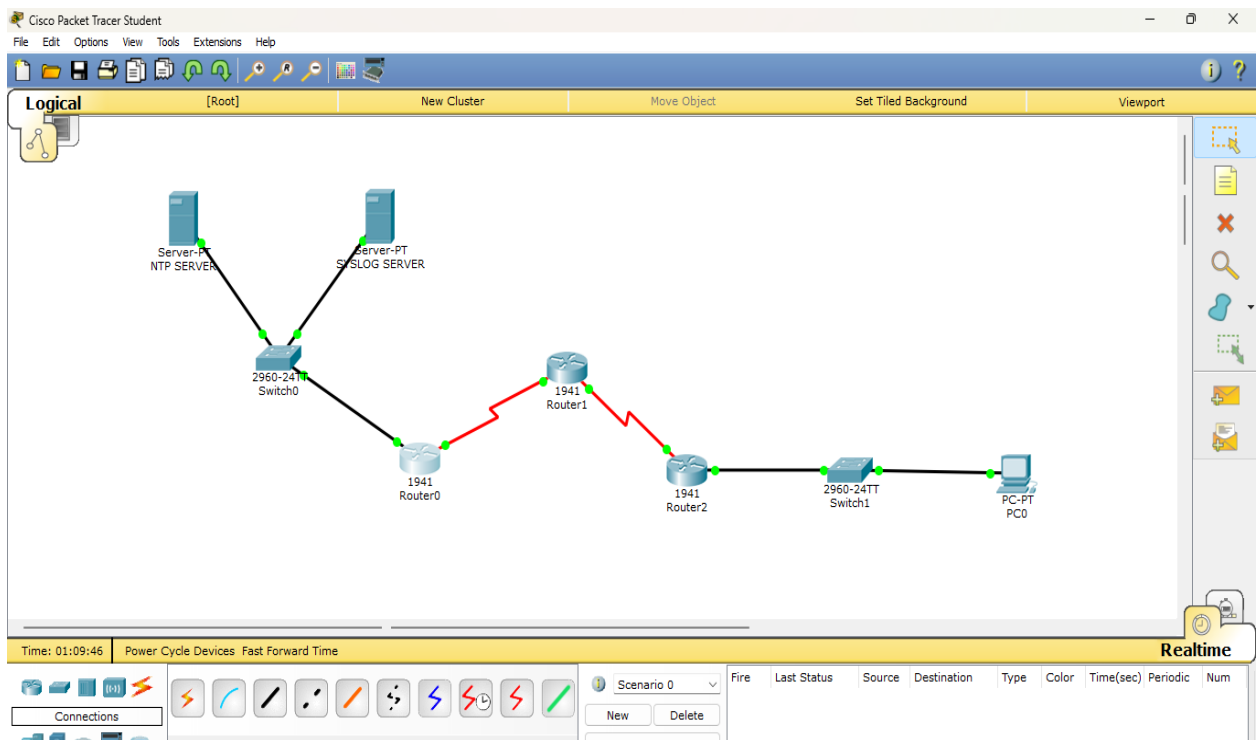 Cisco Packet Tracer Student
File Edit Options View Tools Extensions Help
Logical [Root] New Cluster Move Object Set Tiled Background Viewport
Server-PT
NTP SERVER
Server-PT
SYSLOG SERVER
2960-24TT
Switch0
1941
Router1
1941
Router0
1941
Router2
2960-24TT
Switch1
PC-PT
PC0
Time: 01:09:46 Power Cycle Devices Fast Forward Time Realtime
Scenario 0
Fire Last Status Source Destination Type Color Time(sec) Periodic Num
Connections
New Delete